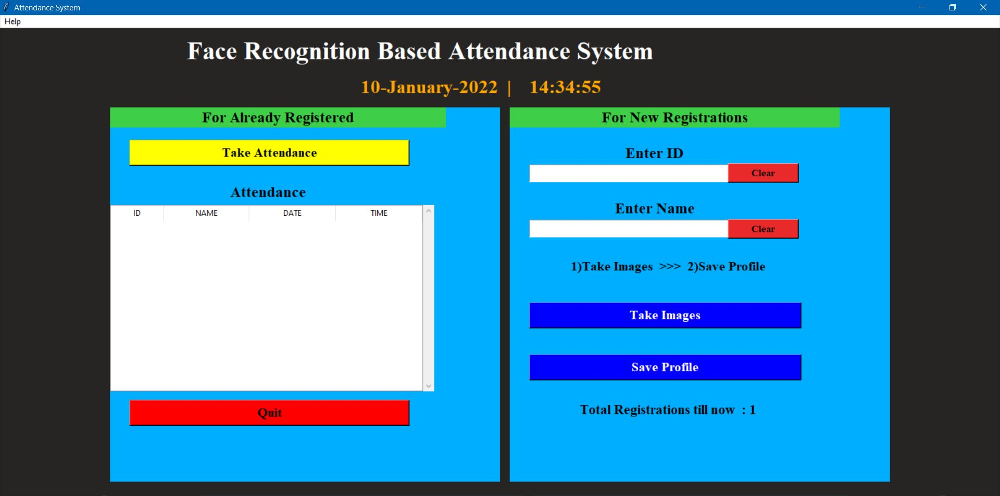 Attendance System
Help
Face Recognition Based Attendance System
10-January-2022 | 14:34:55
For Already Registered
Take Attendance
Attendance
ID NAME DATE TIME
Quit
For New Registrations
Enter ID
Clear
Enter Name
Clear
1)Take Images >>> 2)Save Profile
Take Images
Save Profile
Total Registrations till now : 1